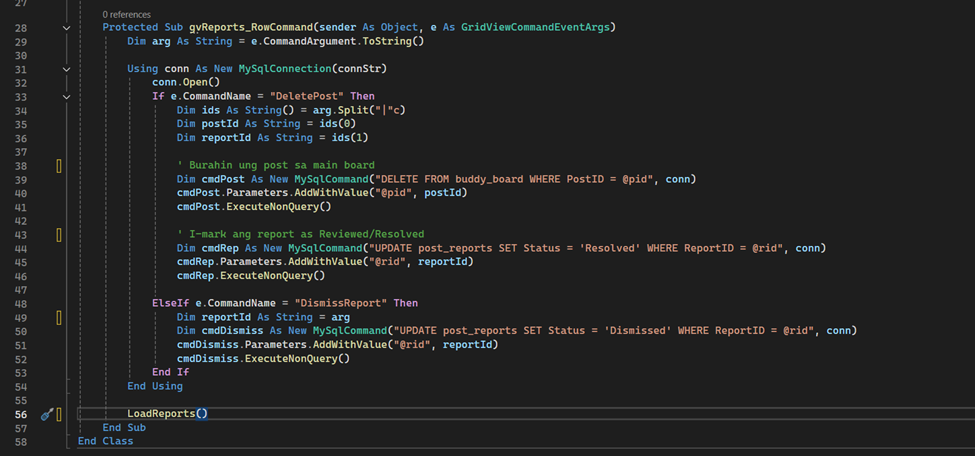 27
0 references
28 Protected Sub gvReports_RowCommand(sender As Object, e As GridViewCommandEventArgs)
29 Dim arg As String = e.CommandArgument.ToString()
30
31 Using conn As New MySqlConnection(connStr)
32 conn.Open()
33 If e.CommandName = "DeletePost" Then
34 Dim ids As String() = arg.Split("|"c)
35 Dim postId As String = ids(0)
36 Dim reportId As String = ids(1)
37
38 ' Burahin ung post sa main board
39 Dim cmdPost As New MySqlCommand("DELETE FROM buddy_board WHERE PostID = @pid", conn)
40 cmdPost.Parameters.AddWithValue("@pid", postId)
41 cmdPost.ExecuteNonQuery()
42
43 ' I-mark ang report as Reviewed/Resolved
44 Dim cmdRep As New MySqlCommand("UPDATE post_reports SET Status = 'Resolved' WHERE ReportID = @rid", conn)
45 cmdRep.Parameters.AddWithValue("@rid", reportId)
46 cmdRep.ExecuteNonQuery()
47
48 ElseIf e.CommandName = "DismissReport" Then
49 Dim reportId As String = arg
50 Dim cmdDismiss As New MySqlCommand("UPDATE post_reports SET Status = 'Dismissed' WHERE ReportID = @rid", conn)
51 cmdDismiss.Parameters.AddWithValue("@rid", reportId)
52 cmdDismiss.ExecuteNonQuery()
53 End If
54 End Using
55
56 LoadReports()
57 End Sub
58 End Class